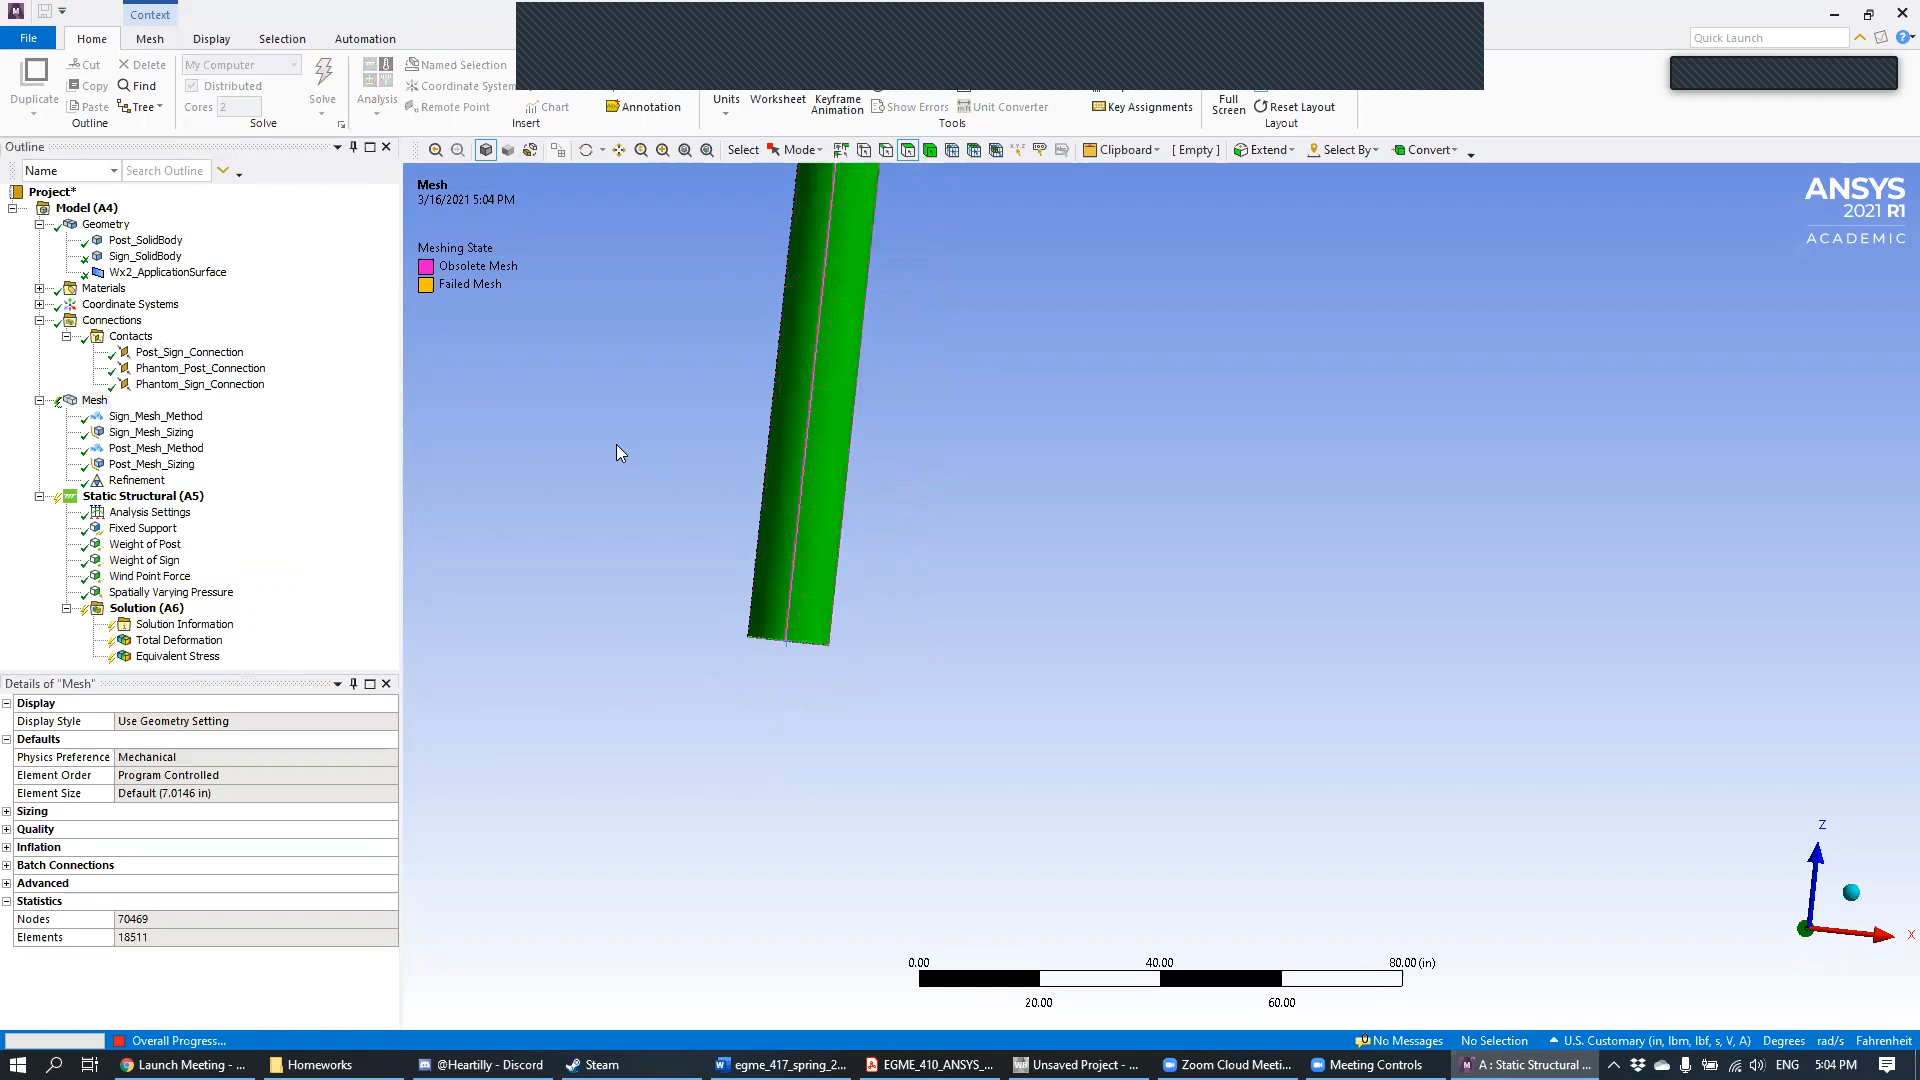 Context
File Home Mesh Display Selection Automation
Quick Launch
Cut Delete My Computer Named Selection
Duplicate Copy Find Distributed Solve Analysis Coordinate System
Paste Tree Cores 2 Remote Point Chart Annotation Units Worksheet Keyframe Animation Show Errors Unit Converter Key Assignments Full Screen Reset Layout
Outline Solve Insert Tools Layout
Outline
Select Mode Clipboard [ Empty ] Extend Select By Convert
Name Search Outline
Project*
Model (A4)
Geometry
Post_SolidBody
Sign_SolidBody
Wx2_ApplicationSurface
Materials
Coordinate Systems
Connections
Contacts
Post_Sign_Connection
Phantom_Post_Connection
Phantom_Sign_Connection
Mesh
Sign_Mesh_Method
Sign_Mesh_Sizing
Post_Mesh_Method
Post_Mesh_Sizing
Refinement
Static Structural (A5)
Analysis Settings
Fixed Support
Weight of Post
Weight of Sign
Wind Point Force
Spatially Varying Pressure
Solution (A6)
Solution Information
Total Deformation
Equivalent Stress
Details of "Mesh"
Display
Display Style Use Geometry Setting
Defaults
Physics Preference Mechanical
Element Order Program Controlled
Element Size Default (7.0146 in)
Sizing
Quality
Inflation
Batch Connections
Advanced
Statistics
Nodes 70469
Elements 18511
Mesh
3/16/2021 5:04 PM
Meshing State
Obsolete Mesh
Failed Mesh
ANSYS
2021 R1
ACADEMIC
Z
X
0.00 40.00 80.00 (in)
20.00 60.00
Overall Progress... No Messages No Selection U.S. Customary (in, lbm, lbf, s, V, A) Degrees rad/s Fahrenheit
Launch Meeting - ... Homeworks @Heartilly - Discord Steam egme_417_spring_2... EGME_410_ANSYS_... Unsaved Project - ... Zoom Cloud Meeti... Meeting Controls A : Static Structural ... ENG 5:04 PM